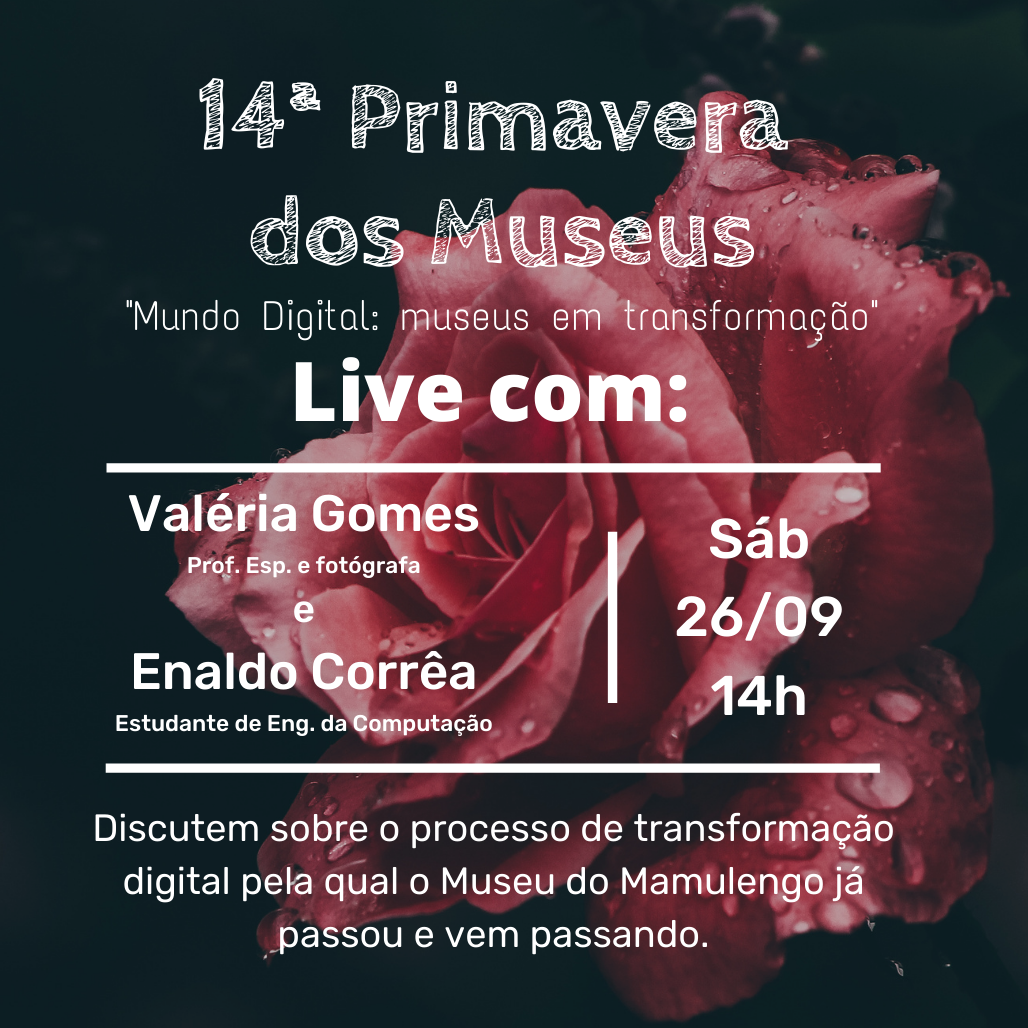 14ª Primavera
dos Museus
"Mundo Digital: museus em transformação"
Live com:
Valéria Gomes
Prof. Esp. e fotógrafa
e
Enaldo Corrêa
Estudante de Eng. da Computação
Sáb
26/09
14h
Discutem sobre o processo de transformação
digital pela qual o Museu do Mamulengo já
passou e vem passando.